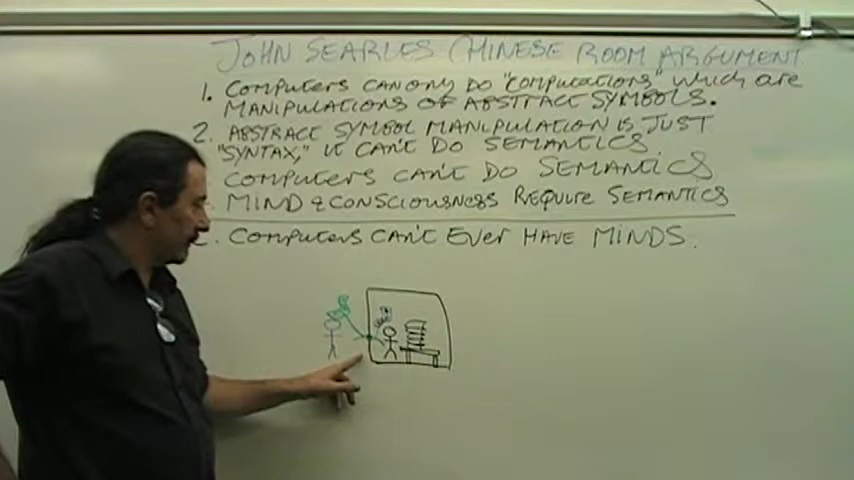 JOHN SEARLES CHINESE ROOM ARGUMENT
1. COMPUTERS CAN ONY DO "COMPUTATIONS" WHICH ARE
MANIPULATIONS OF ABSTRACT SYMBOLS.
2. ABSTRACE SYMBOL MANIPULATION IS JUST
"SYNTAX," IT CAN'T DO SEMANTICS.
COMPUTERS CAN'T DO SEMANTICS
MIND & CONSCIOUSNESS REQUIRE SEMANTICS
C. COMPUTERS CAN'T EVER HAVE MINDS.